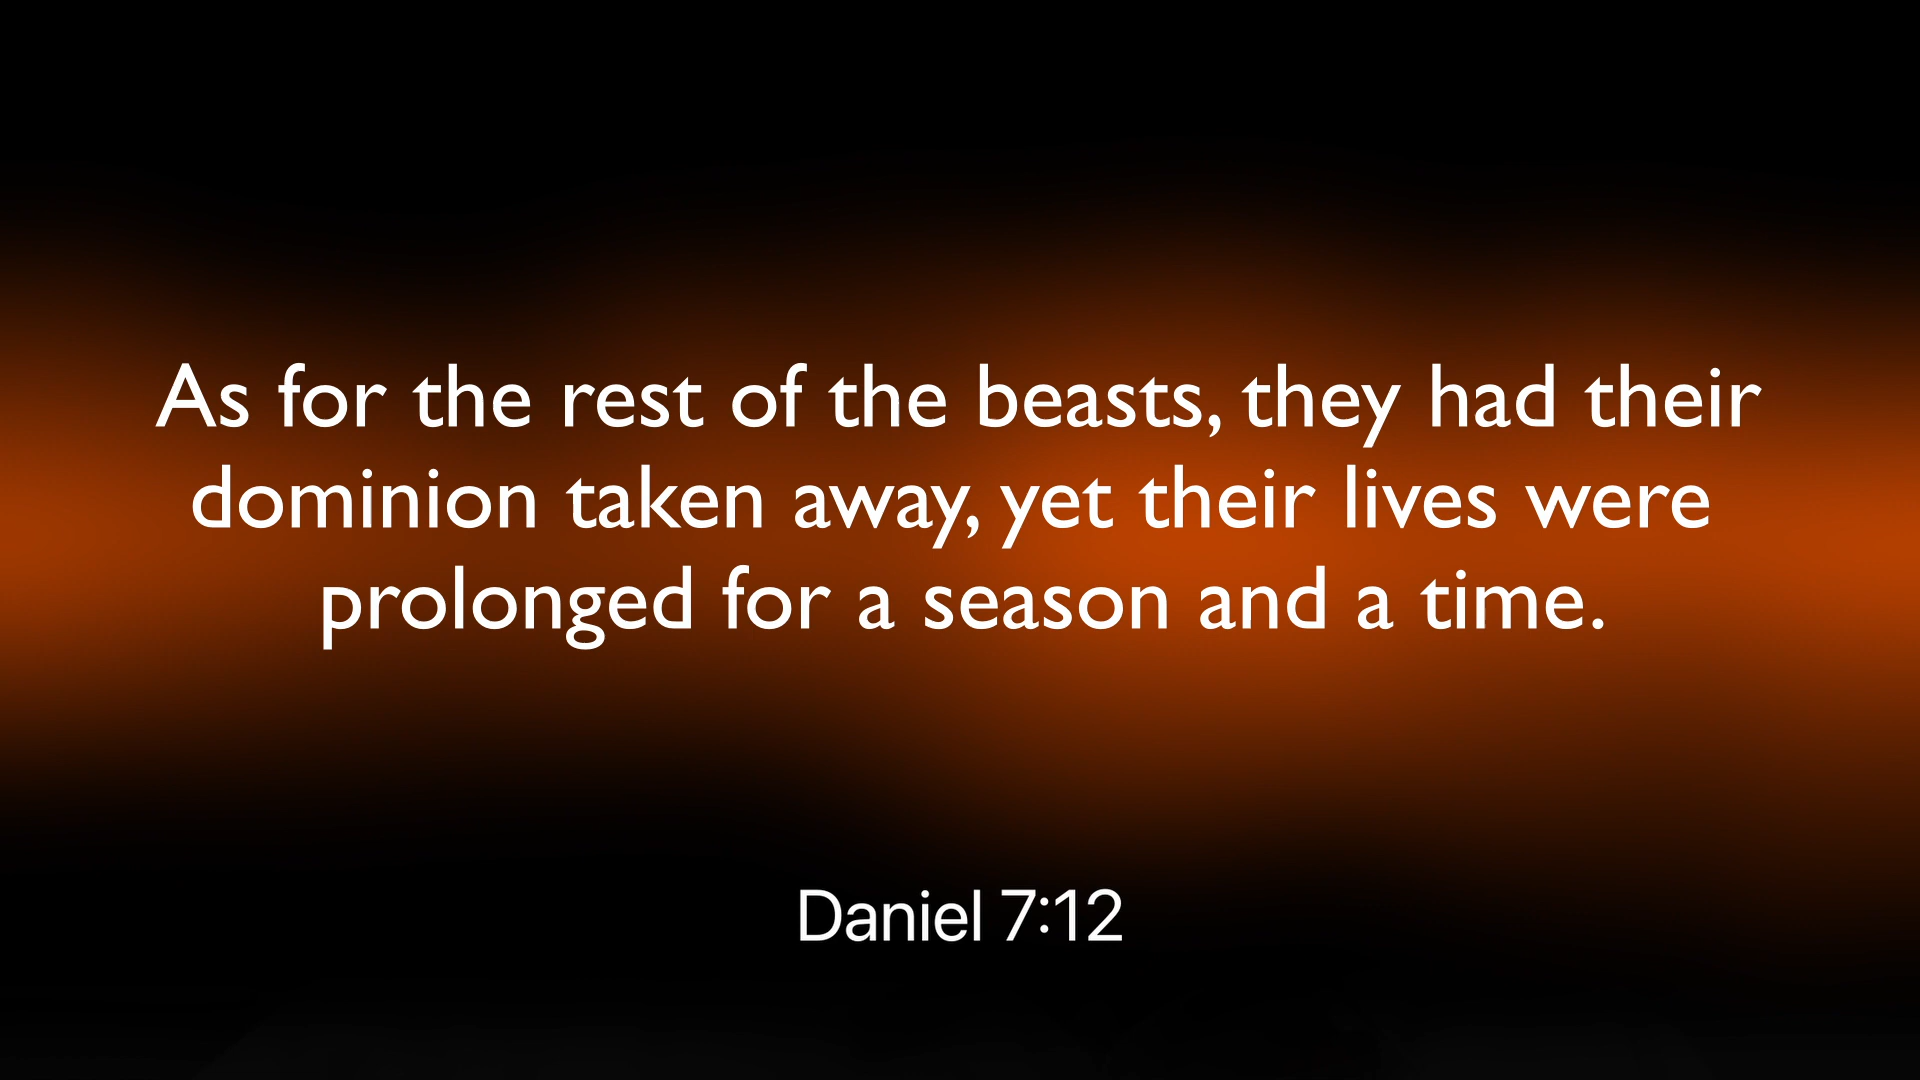 As for the rest of the beasts, they had their
dominion taken away, yet their lives were
prolonged for a season and a time.
Daniel 7:12